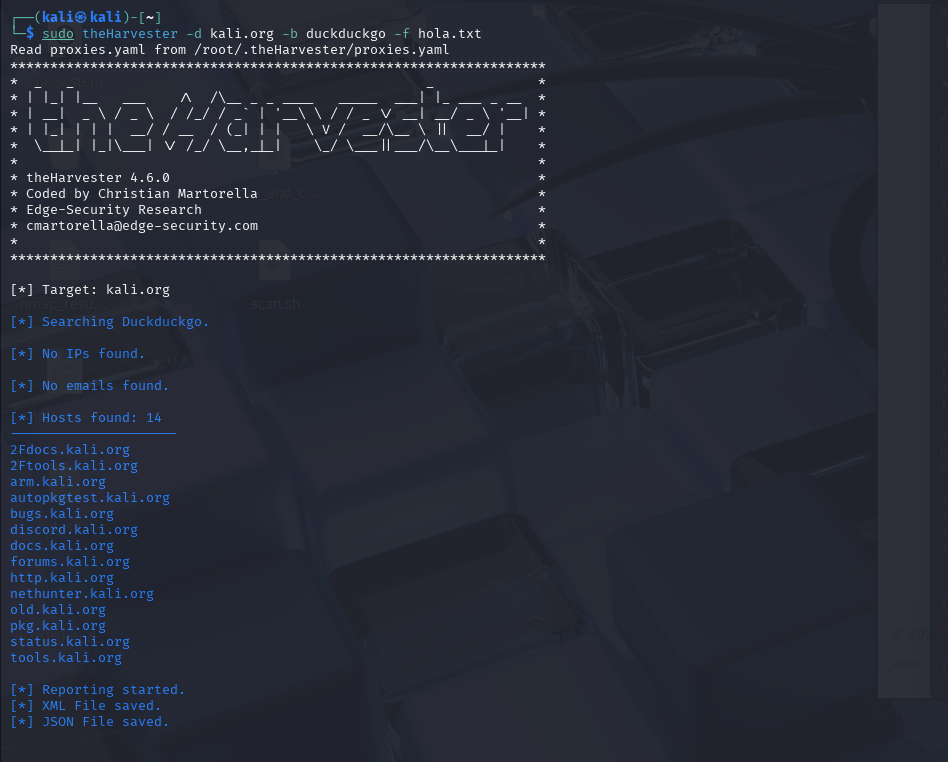 ┌──(kali㉿kali)-[~]
└─$ sudo theHarvester -d kali.org -b duckduckgo -f hola.txt
Read proxies.yaml from /root/.theHarvester/proxies.yaml
*******************************************************************
theHarvester
* theHarvester 4.6.0 *
* Coded by Christian Martorella *
* Edge-Security Research *
* cmartorella@edge-security.com *
* *
*******************************************************************
[*] Target: kali.org
scan.sh
[*] Searching Duckduckgo.
[*] No IPs found.
[*] No emails found.
[*] Hosts found: 14
---------------------
2Fdocs.kali.org
2Ftools.kali.org
arm.kali.org
autopkgtest.kali.org
bugs.kali.org
discord.kali.org
docs.kali.org
forums.kali.org
http.kali.org
nethunter.kali.org
old.kali.org
pkg.kali.org
status.kali.org
tools.kali.org
[*] Reporting started.
[*] XML File saved.
[*] JSON File saved.